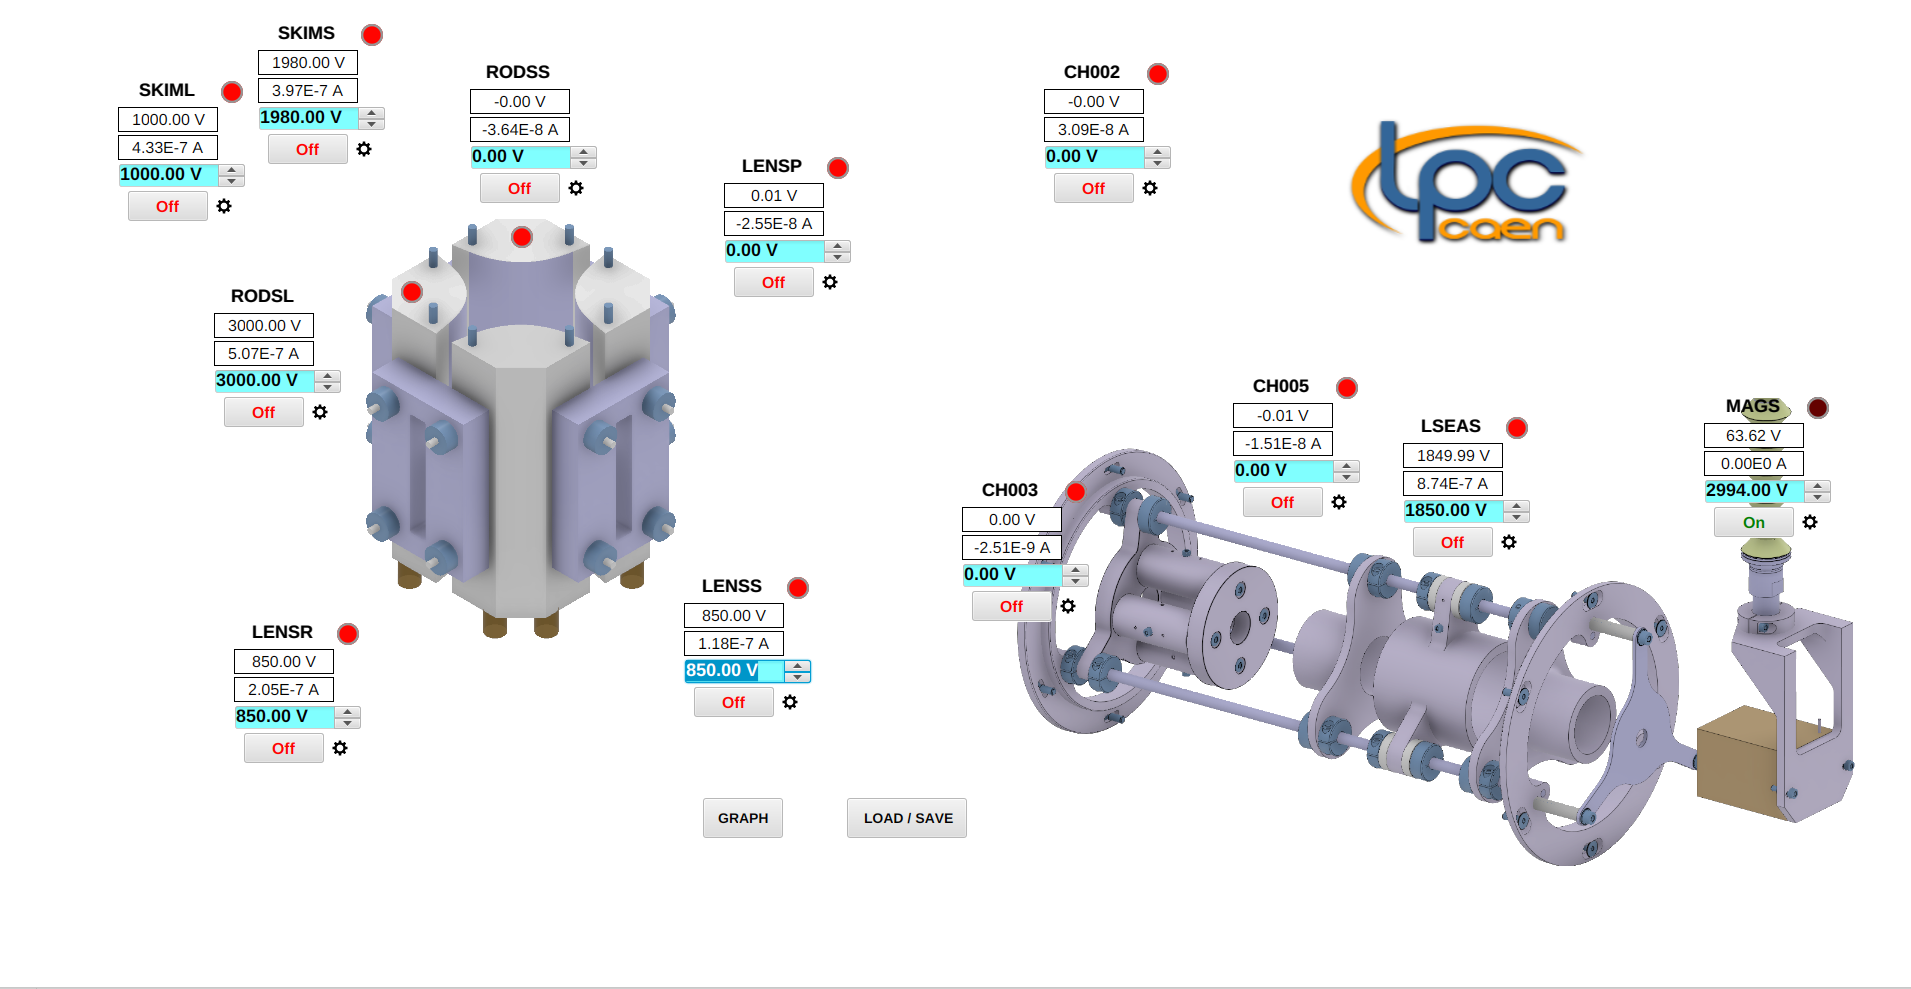 SKIMS
1980.00 V
3.97E-7 A
1980.00 V
Off
SKIML
1000.00 V
4.33E-7 A
1000.00 V
Off
RODSS
-0.00 V
-3.64E-8 A
0.00 V
Off
LENSP
0.01 V
-2.55E-8 A
0.00 V
Off
CH002
-0.00 V
3.09E-8 A
0.00 V
Off
lpc
caen
RODSL
3000.00 V
5.07E-7 A
3000.00 V
Off
CH005
-0.01 V
-1.51E-8 A
0.00 V
Off
LSEAS
1849.99 V
8.74E-7 A
1850.00 V
Off
MAGS
63.62 V
0.00E0 A
2994.00 V
On
CH003
0.00 V
-2.51E-9 A
0.00 V
Off
LENSS
850.00 V
1.18E-7 A
850.00 V
Off
LENSR
850.00 V
2.05E-7 A
850.00 V
Off
GRAPH
LOAD / SAVE